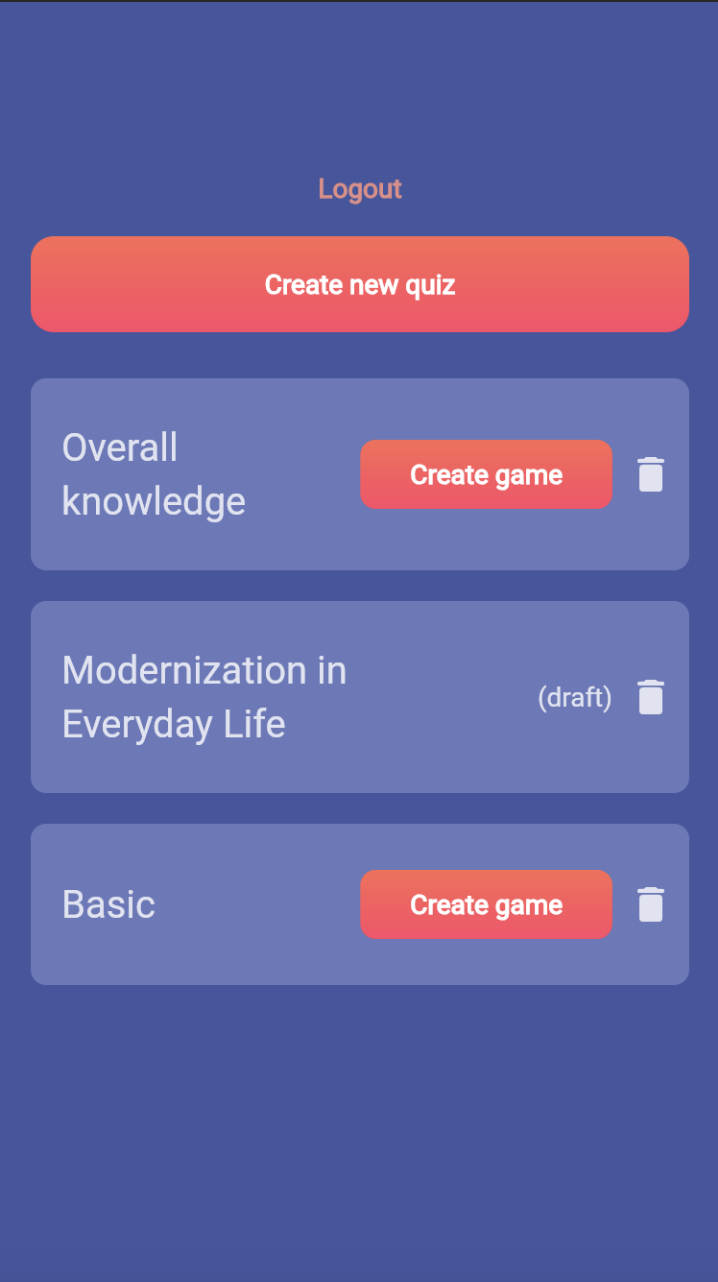 Logout
Create new quiz
Overall
knowledge
Create game
Modernization in
Everyday Life
(draft)
Basic
Create game